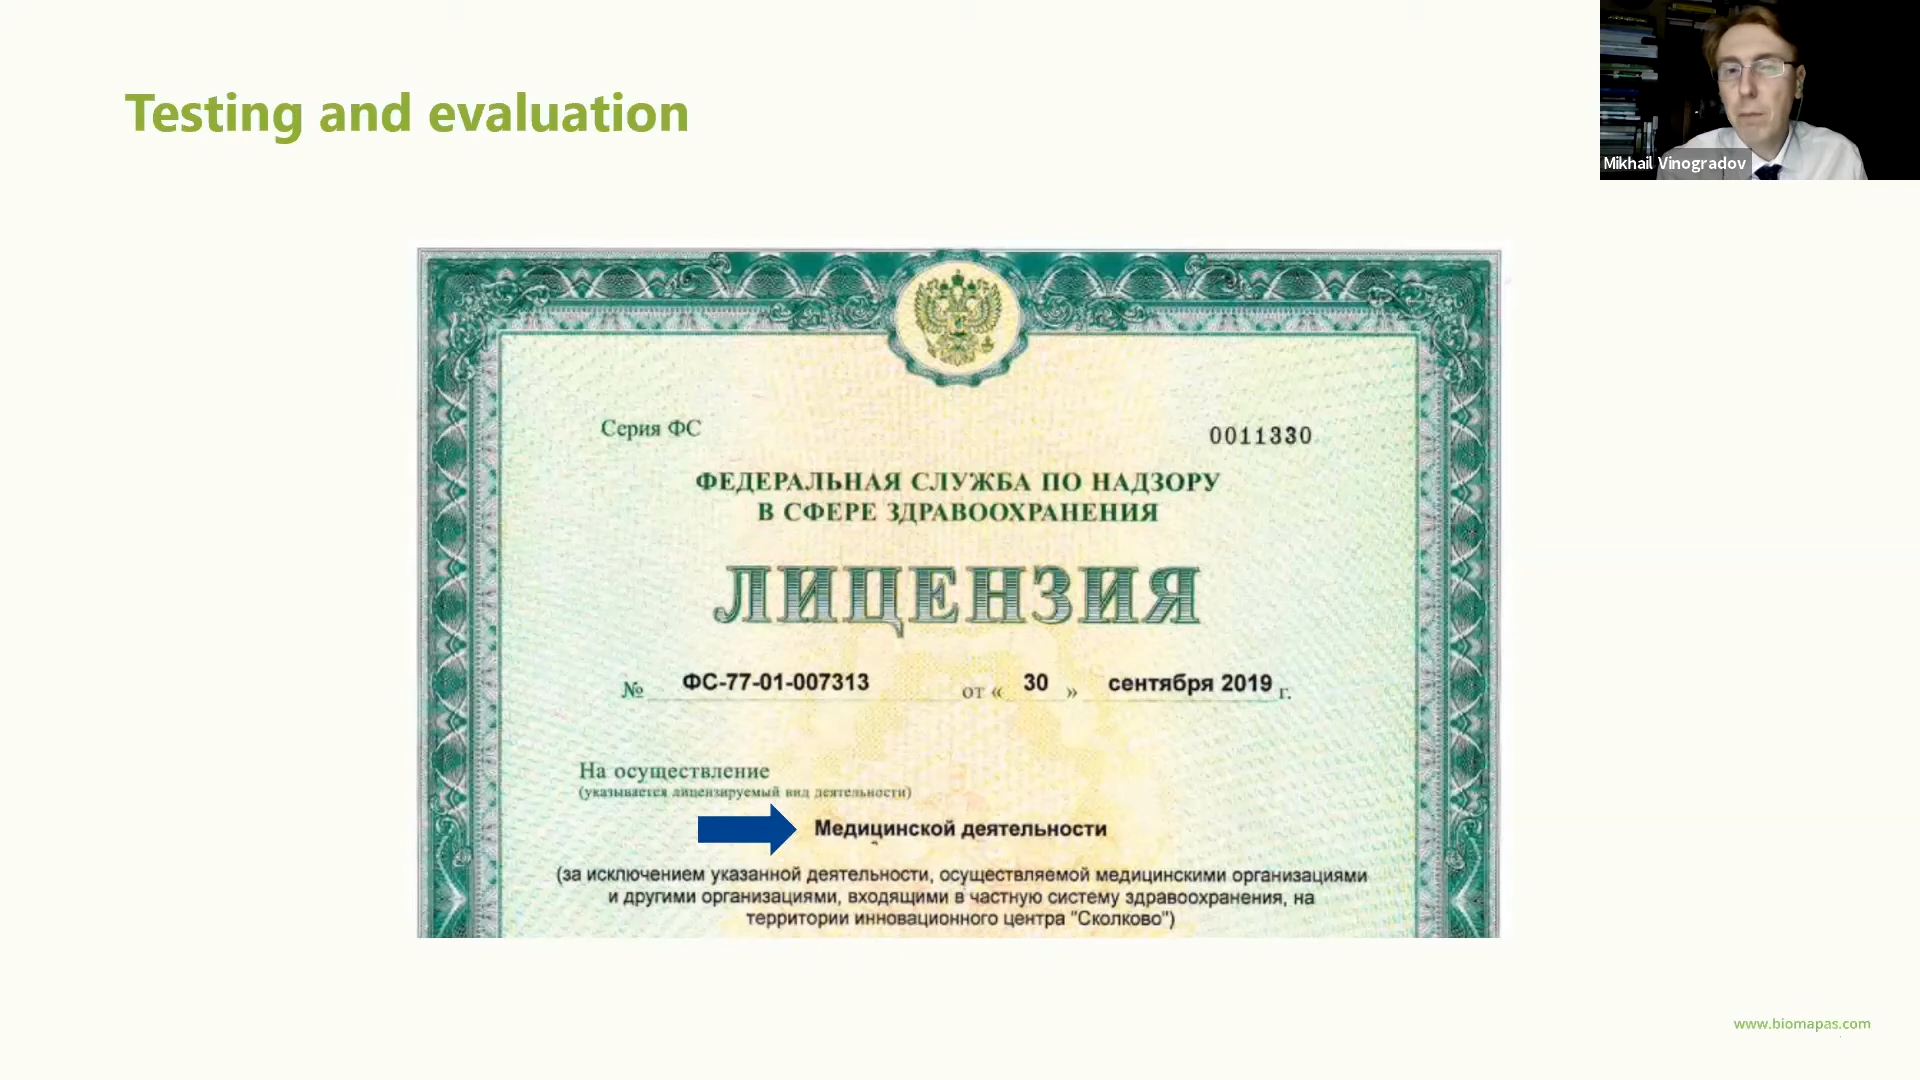 Testing and evaluation
Mikhail Vinogradov
Серия ФС
0011330
ФЕДЕРАЛЬНАЯ СЛУЖБА ПО НАДЗОРУ
В СФЕРЕ ЗДРАВООХРАНЕНИЯ
ЛИЦЕНЗИЯ
№ ФС-77-01-007313 от « 30 » сентября 2019 г.
На осуществление
(указывается лицензируемый вид деятельности)
Медицинской деятельности
(за исключением указанной деятельности, осуществляемой медицинскими организациями
и другими организациями, входящими в частную систему здравоохранения, на
территории инновационного центра "Сколково")
www.biomapas.com